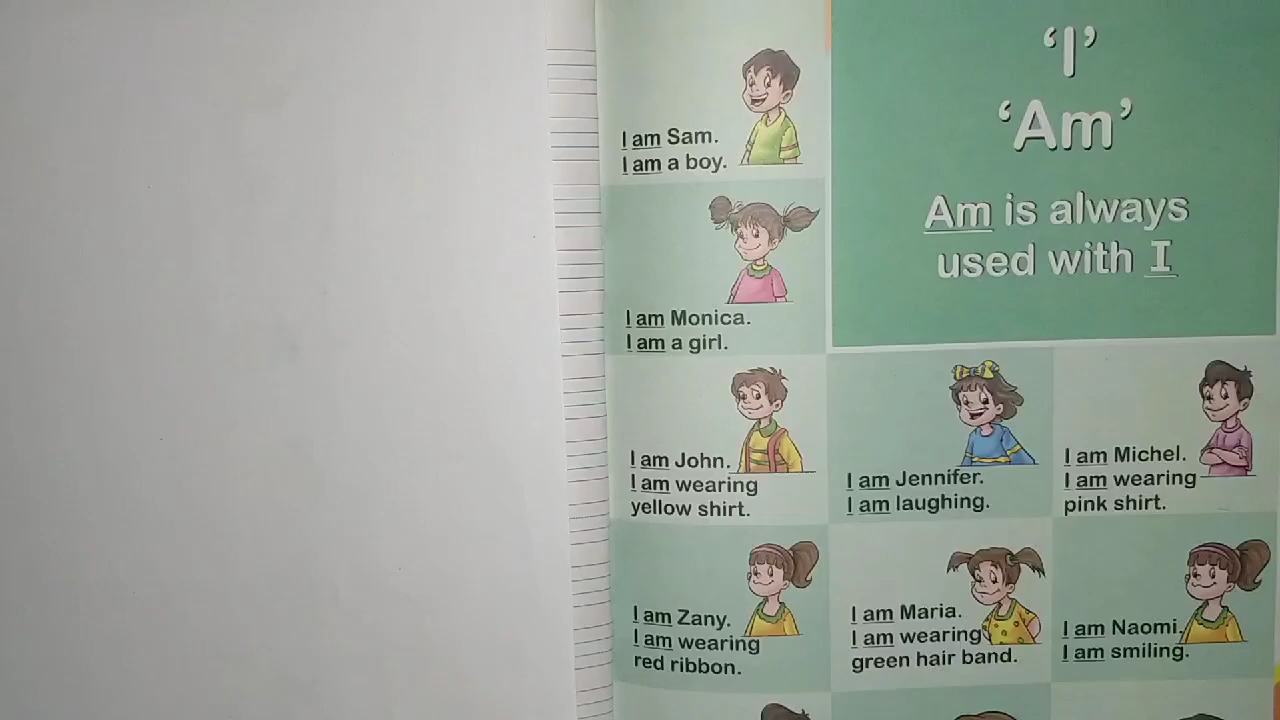 'I'
'Am'
Am is always
used with I
I am Sam.
I am a boy.
I am Monica.
I am a girl.
I am John.
I am wearing
yellow shirt.
I am Jennifer.
I am laughing.
I am Michel.
I am wearing
pink shirt.
I am Zany.
I am wearing
red ribbon.
I am Maria.
I am wearing
green hair band.
I am Naomi.
I am smiling.